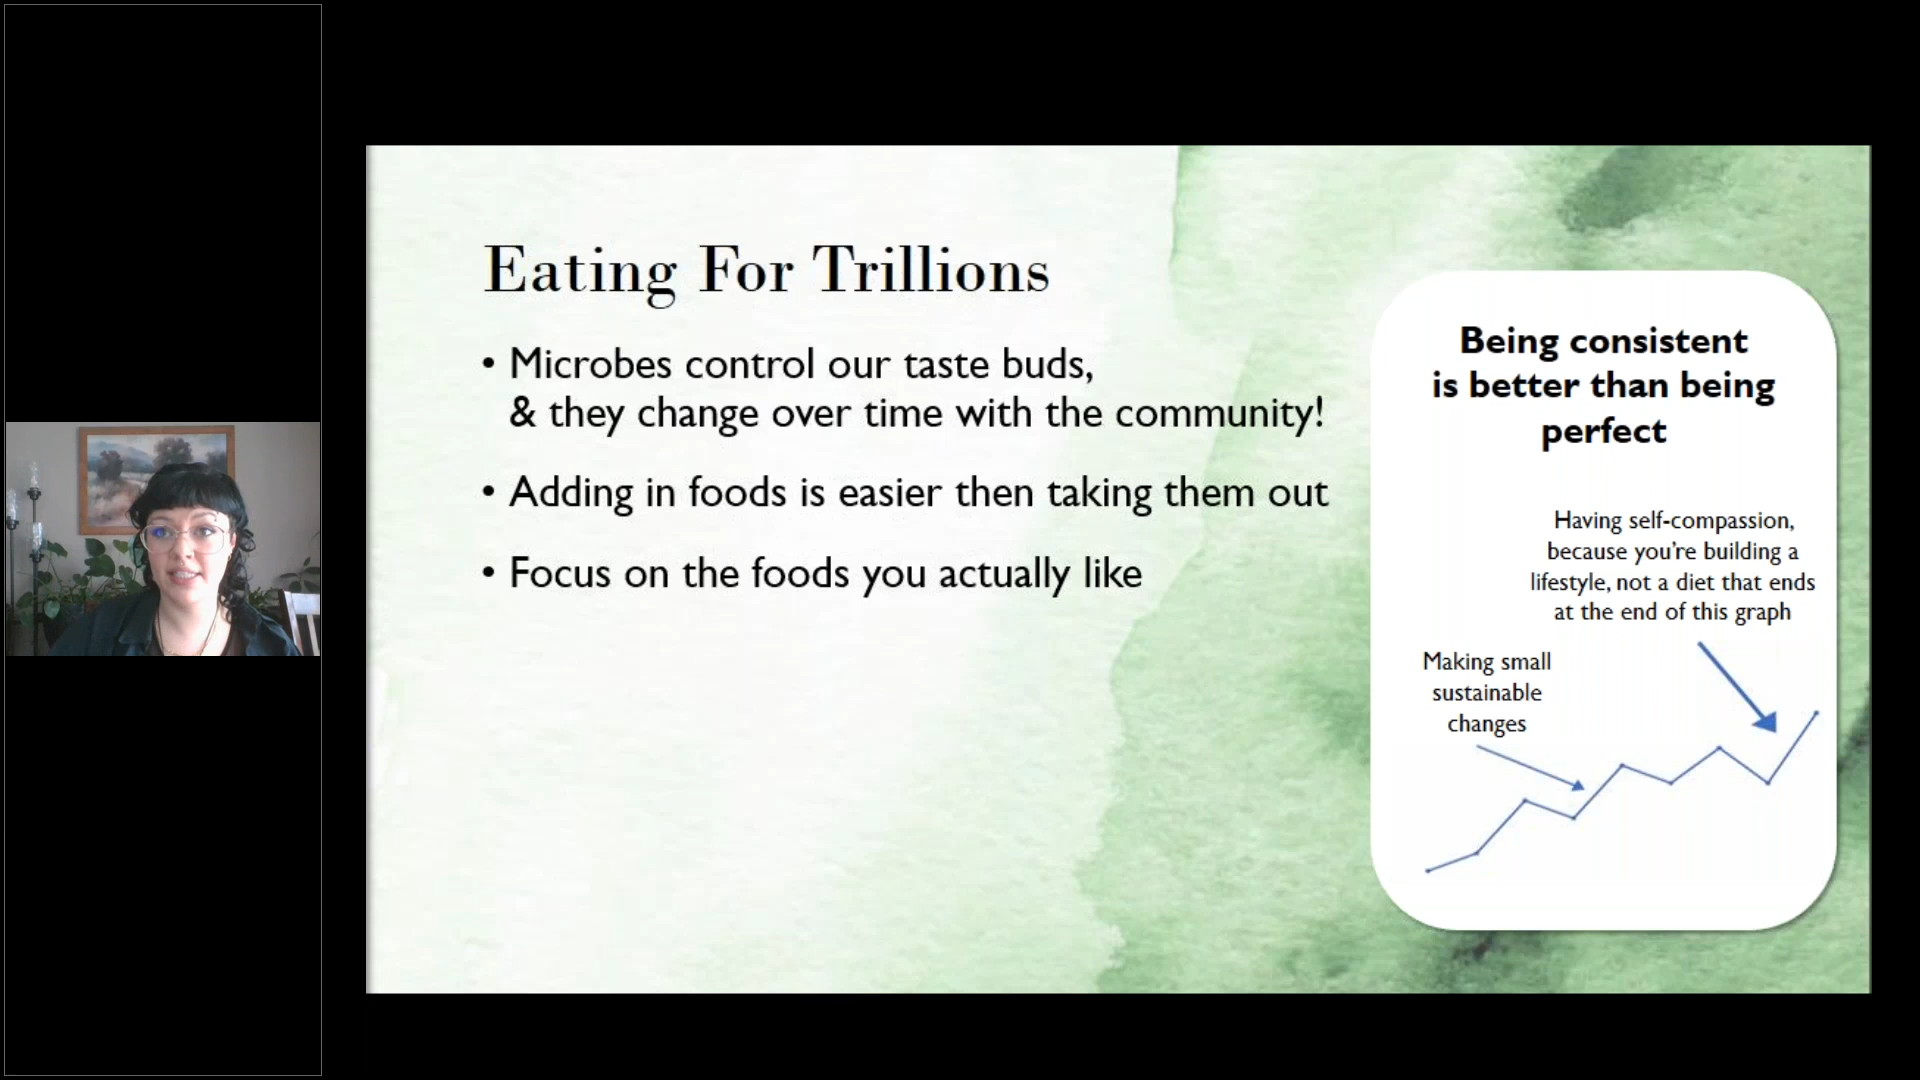 Eating For Trillions
• Microbes control our taste buds,
& they change over time with the community!
• Adding in foods is easier then taking them out
• Focus on the foods you actually like
Being consistent
is better than being
perfect
Having self-compassion,
because you're building a
lifestyle, not a diet that ends
at the end of this graph
Making small
sustainable
changes